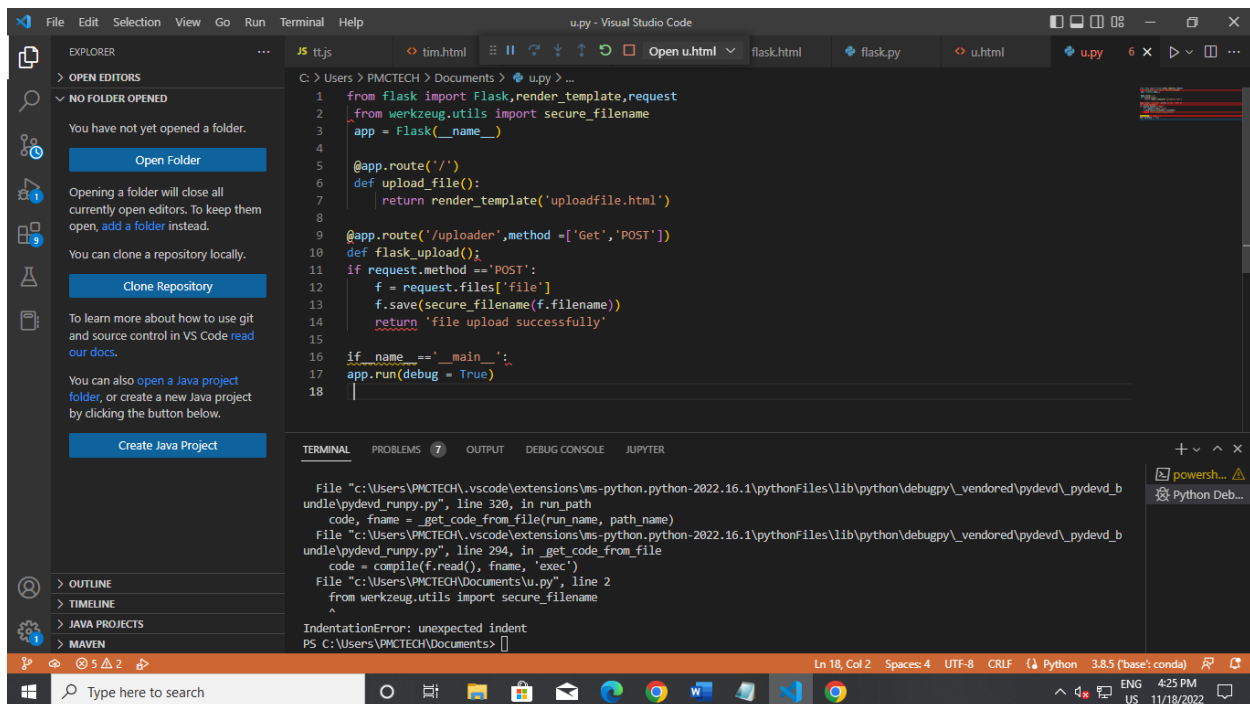 File Edit Selection View Go Run Terminal Help
u.py - Visual Studio Code
EXPLORER
JS tt.js
<> tim.html
Open u.html
flask.html
flask.py
<> u.html
u.py 6
OPEN EDITORS
NO FOLDER OPENED
You have not yet opened a folder.
Open Folder
Opening a folder will close all
currently open editors. To keep them
open, add a folder instead.
You can clone a repository locally.
Clone Repository
To learn more about how to use git
and source control in VS Code read
our docs.
You can also open a Java project
folder, or create a new Java project
by clicking the button below.
Create Java Project
OUTLINE
TIMELINE
JAVA PROJECTS
MAVEN
1
9
1
C: > Users > PMCTECH > Documents > u.py > ...
1 from flask import Flask,render_template,request
2 from werkzeug.utils import secure_filename
3 app = Flask(__name__)
4
5 @app.route('/')
6 def upload_file():
7 return render_template('uploadfile.html')
8
9 @app.route('/uploader',method =['Get','POST'])
10 def flask_upload();
11 if request.method =='POST':
12 f = request.files['file']
13 f.save(secure_filename(f.filename))
14 return 'file upload successfully'
15
16 if__name__=='__main__':
17 app.run(debug = True)
18
TERMINAL PROBLEMS 7 OUTPUT DEBUG CONSOLE JUPYTER
File "c:\Users\PMCTECH\.vscode\extensions\ms-python.python-2022.16.1\pythonFiles\lib\python\debugpy\_vendored\pydevd\_pydevd_b
undle\pydevd_runpy.py", line 320, in run_path
code, fname = _get_code_from_file(run_name, path_name)
File "c:\Users\PMCTECH\.vscode\extensions\ms-python.python-2022.16.1\pythonFiles\lib\python\debugpy\_vendored\pydevd\_pydevd_b
undle\pydevd_runpy.py", line 294, in _get_code_from_file
code = compile(f.read(), fname, 'exec')
File "c:\Users\PMCTECH\Documents\u.py", line 2
from werkzeug.utils import secure_filename
^
IndentationError: unexpected indent
PS C:\Users\PMCTECH\Documents>
powersh...
Python Deb...
5 2
Ln 18, Col 2 Spaces: 4 UTF-8 CRLF Python 3.8.5 ('base': conda)
Type here to search
ENG
US
4:25 PM
11/18/2022